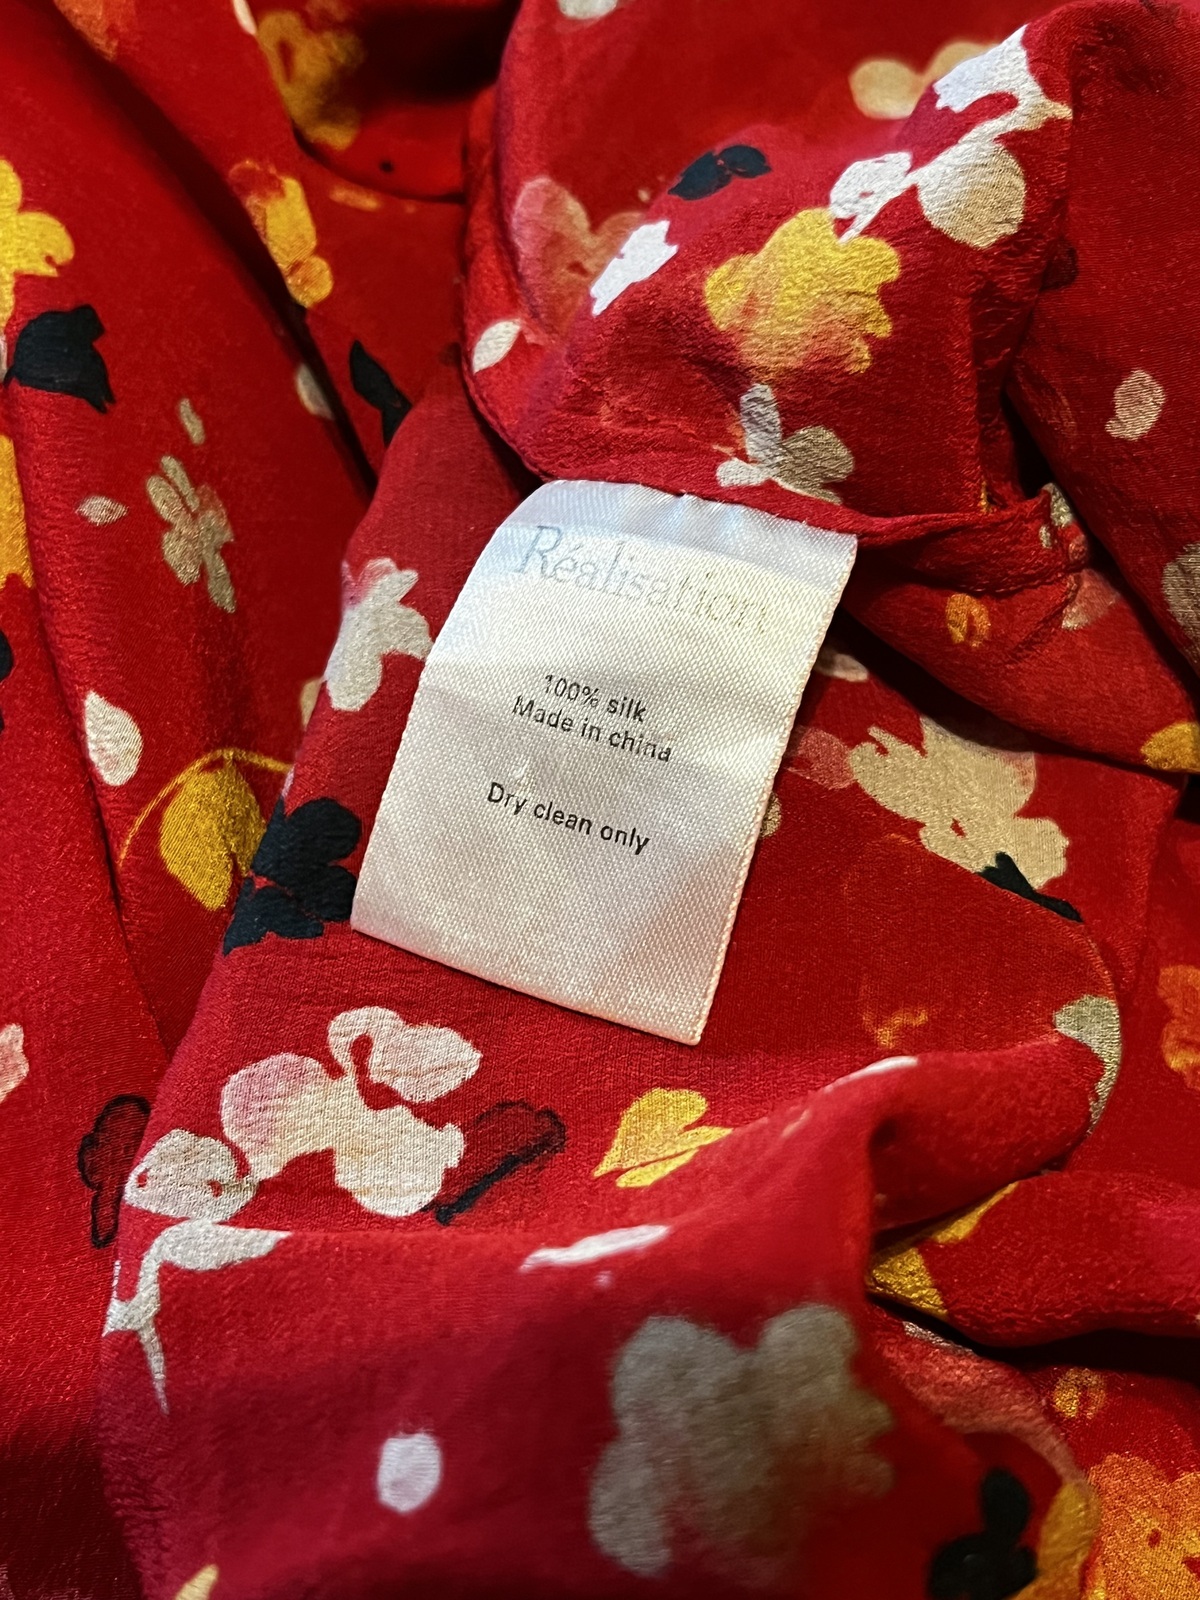 Réalisation
100% silk
Made in china
Dry clean only